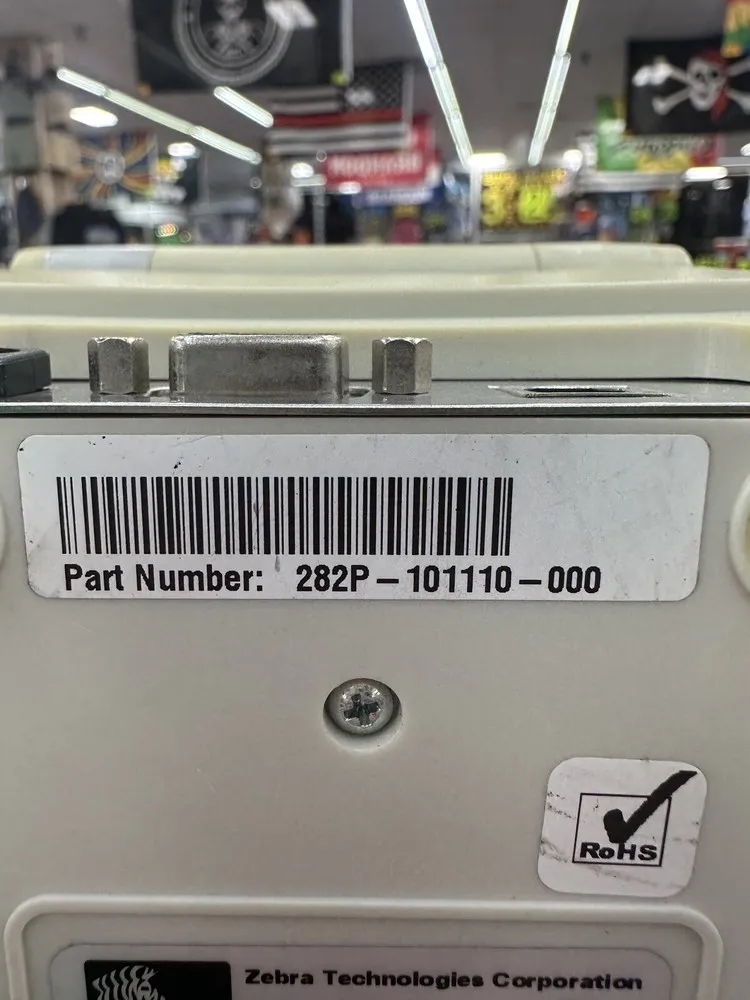 Part Number: 282P-101110-000
RoHS
Zebra Technologies Corporation